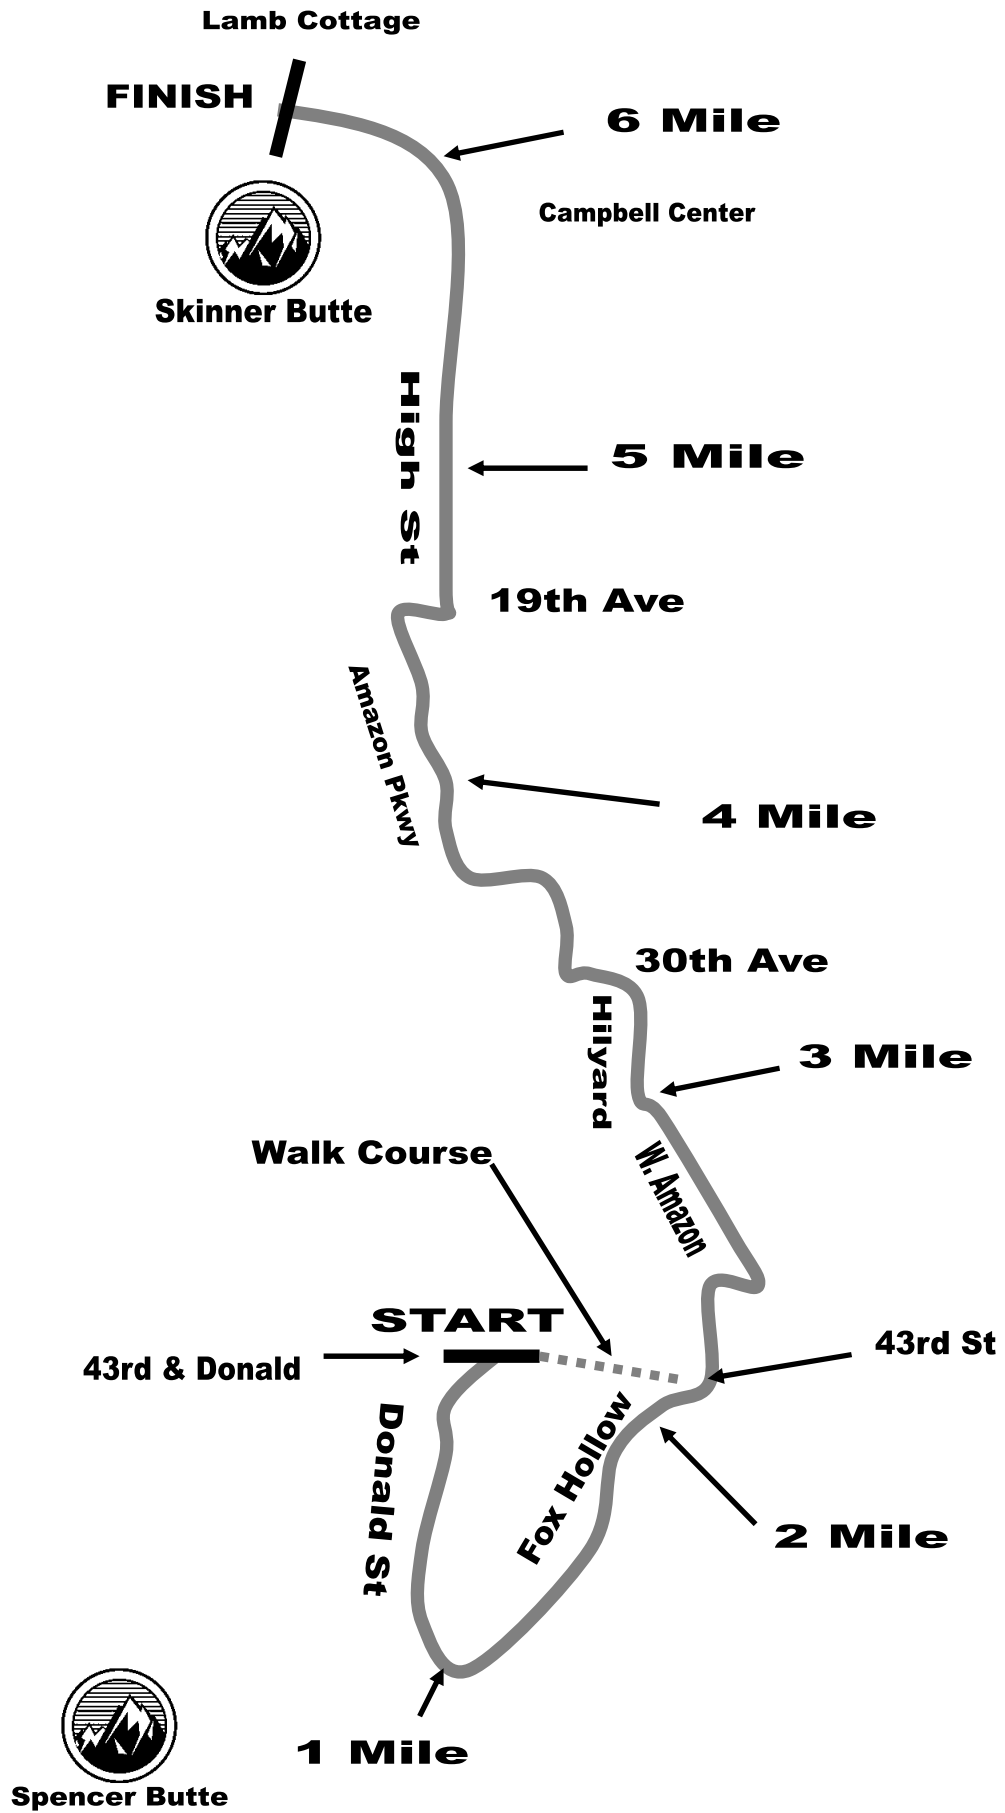 Lamb Cottage
FINISH
6 Mile
Campbell Center
Skinner Butte
High St
5 Mile
19th Ave
Amazon Pkwy
4 Mile
30th Ave
Hilyard
3 Mile
Walk Course
W. Amazon
START
43rd St
43rd & Donald
Donald St
Fox Hollow
2 Mile
1 Mile
Spencer Butte